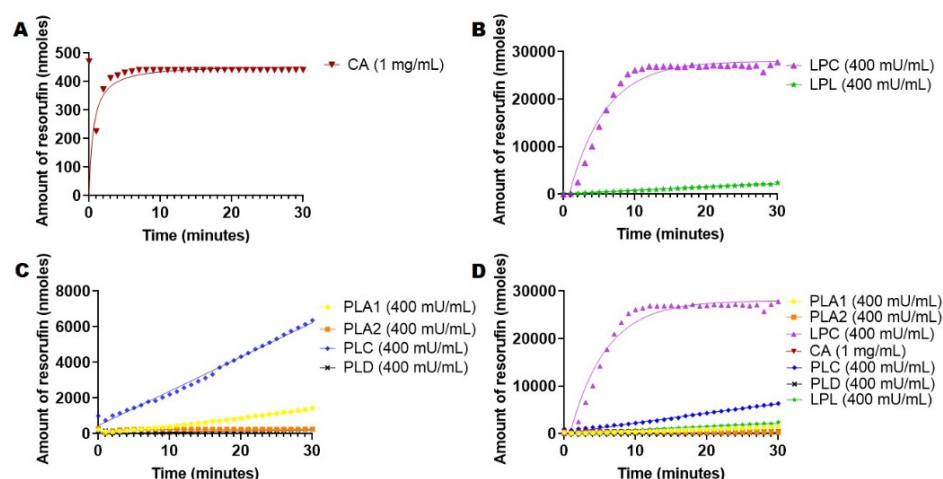 A
Amount of resorufin (nmoles)
500
400
300
200
100
0
0
10
20
30
Time (minutes)
CA (1 mg/mL)
B
Amount of resorufin (nmoles)
30000
20000
10000
0
0
10
20
30
Time (minutes)
LPC (400 mU/mL)
LPL (400 mU/mL)
C
Amount of resorufin (nmoles)
8000
6000
4000
2000
0
0
10
20
30
Time (minutes)
PLA1 (400 mU/mL)
PLA2 (400 mU/mL)
PLC (400 mU/mL)
PLD (400 mU/mL)
D
Amount of resorufin (nmoles)
30000
20000
10000
0
0
10
20
30
Time (minutes)
PLA1 (400 mU/mL)
PLA2 (400 mU/mL)
LPC (400 mU/mL)
CA (1 mg/mL)
PLC (400 mU/mL)
PLD (400 mU/mL)
LPL (400 mU/mL)